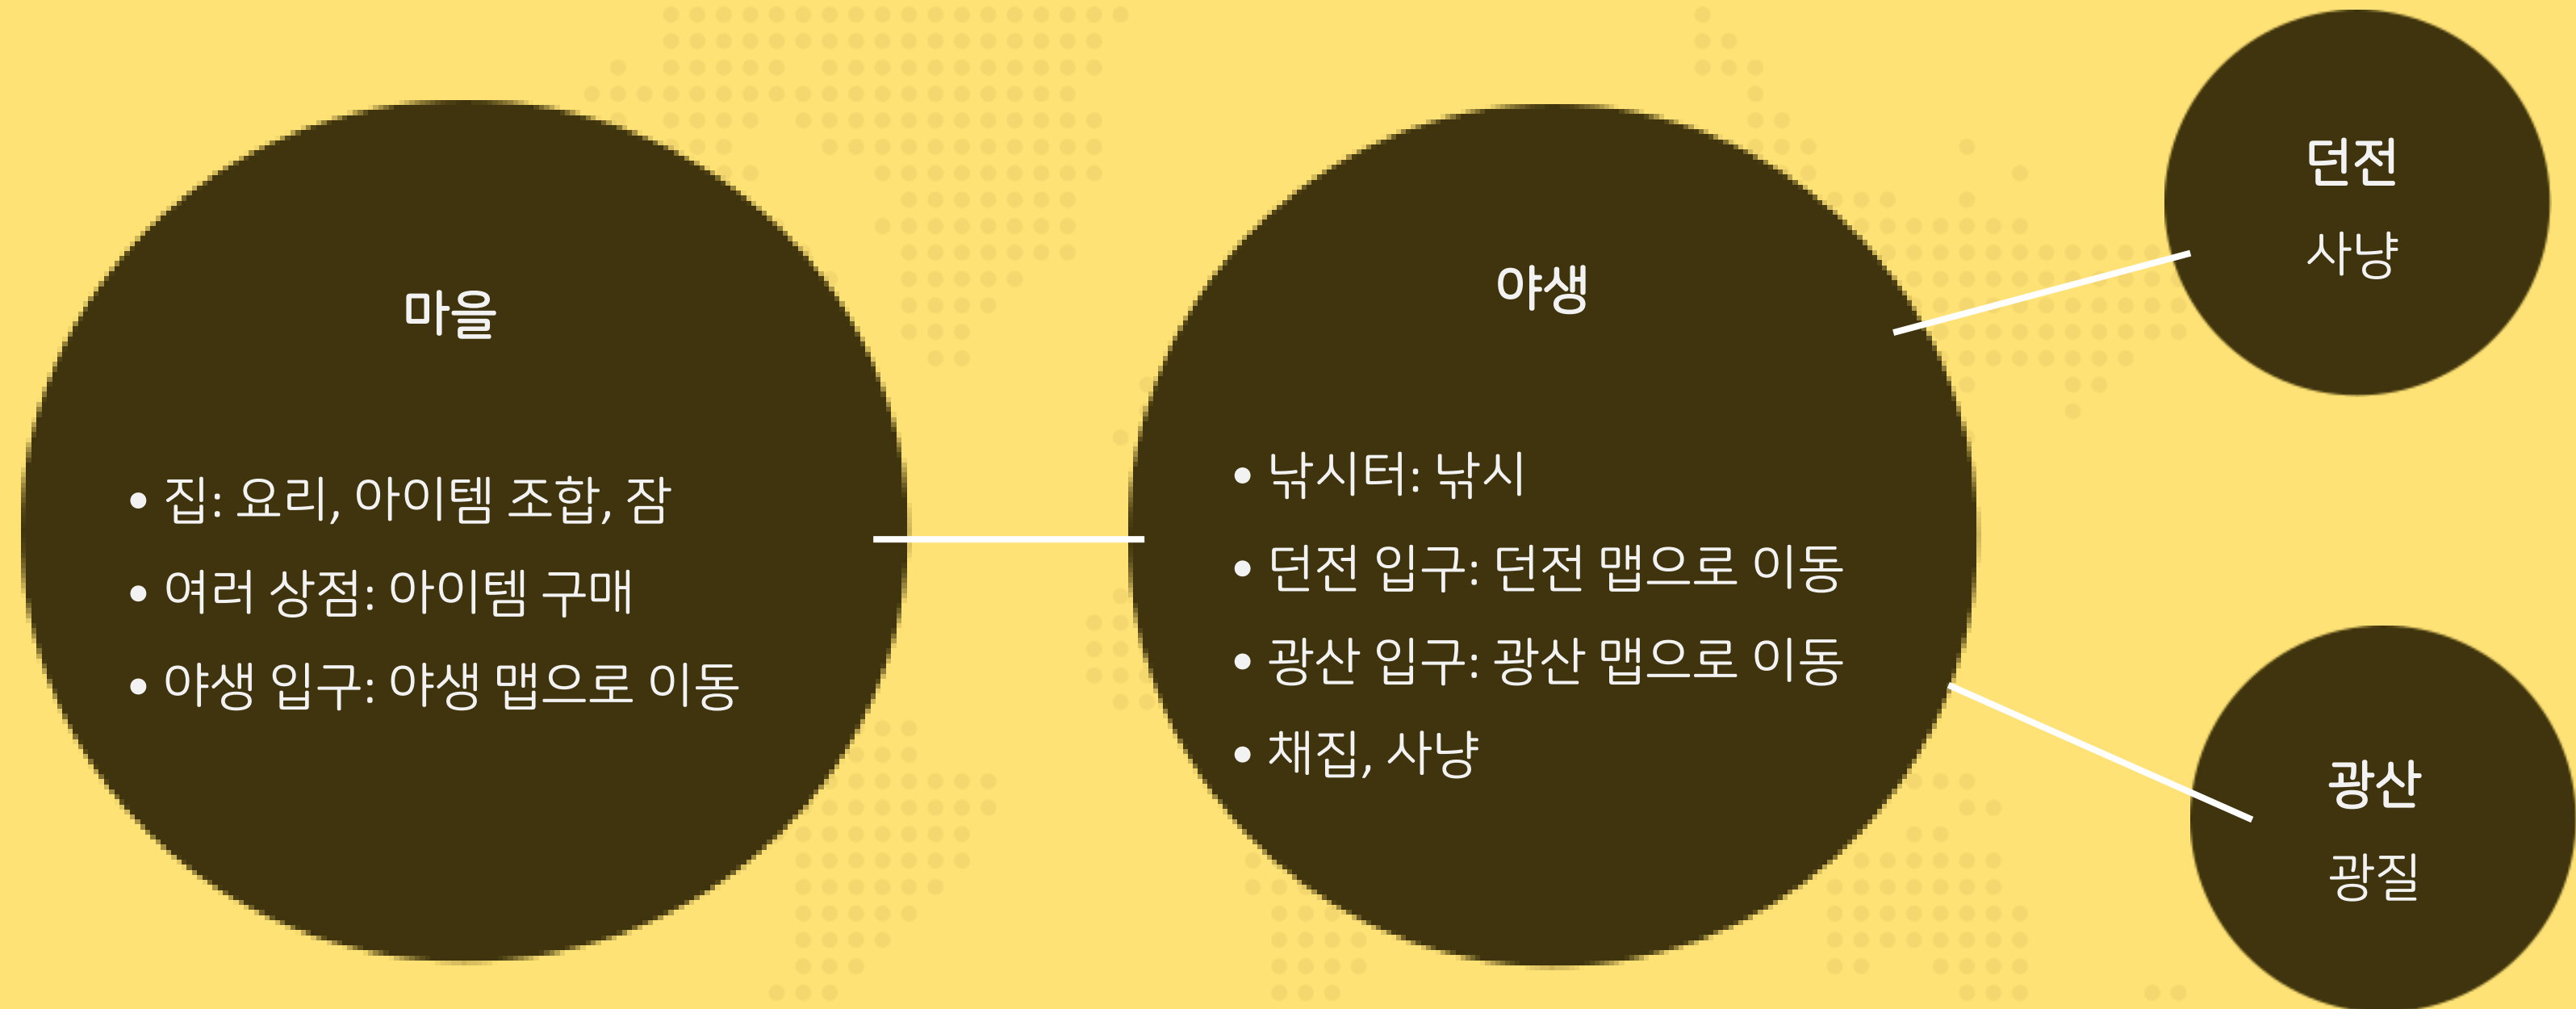 마을
• 집: 요리, 아이템 조합, 잠
• 여러 상점: 아이템 구매
• 야생 입구: 야생 맵으로 이동
야생
• 낚시터: 낚시
• 던전 입구: 던전 맵으로 이동
• 광산 입구: 광산 맵으로 이동
• 채집, 사냥
던전
사냥
광산
광질